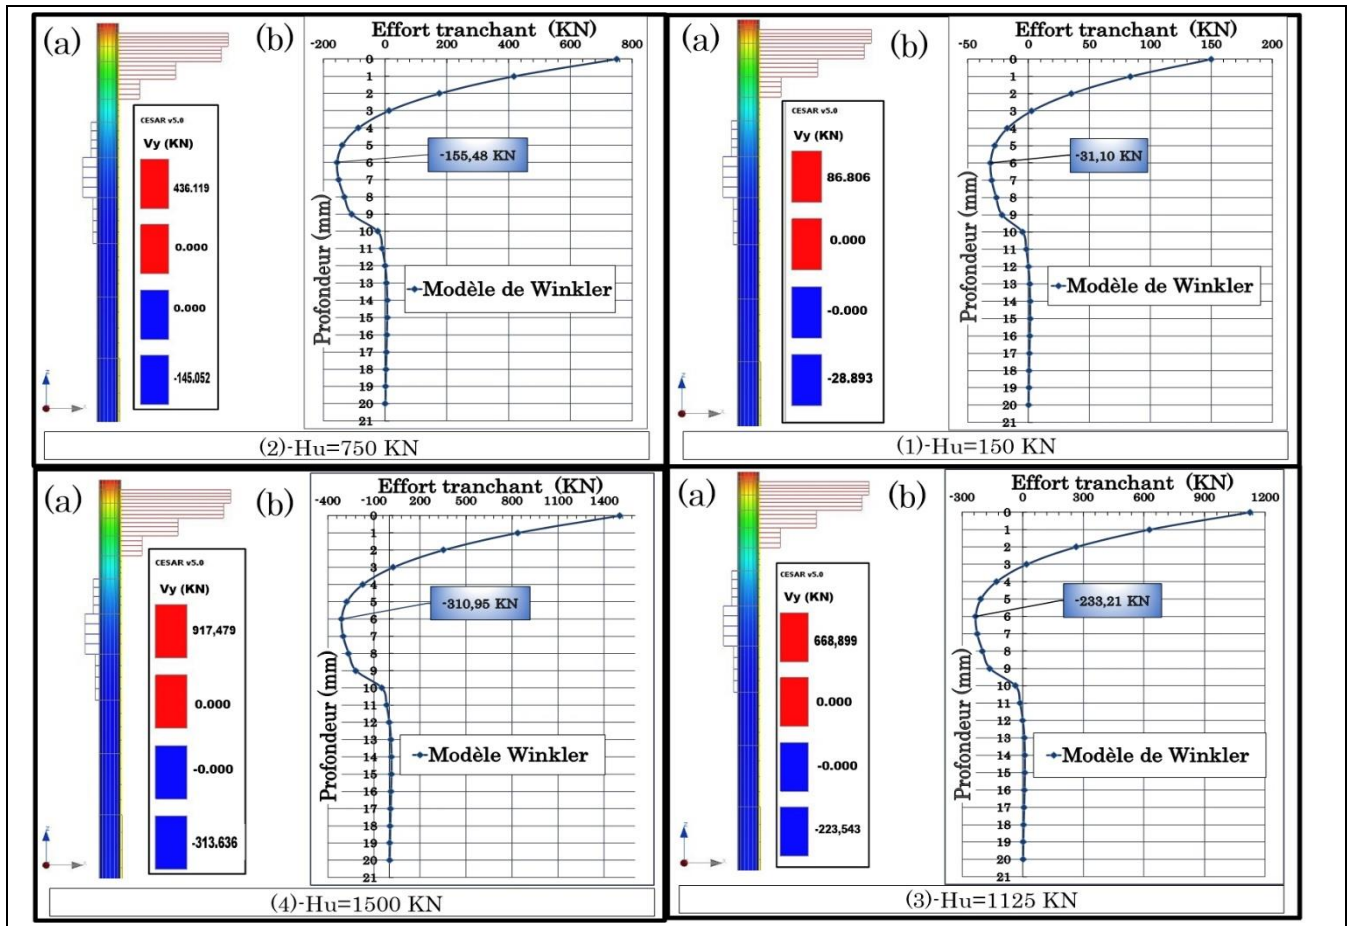 (a)
(b)
Effort tranchant (KN)
-200 0 200 400 600 800
CESAR v5.0
Vy (KN)
436.119
0.000
0.000
-145.052
Profondeur (mm)
0
1
2
3
4
5
6
7
8
9
10
11
12
13
14
15
16
17
18
19
20
21
-155,48 KN
Modèle de Winkler
(2)-Hu=750 KN
(a)
(b)
Effort tranchant (KN)
-50 0 50 100 150 200
CESAR v5.0
Vy (KN)
86.806
0.000
-0.000
-28.893
Profondeur (mm)
0
1
2
3
4
5
6
7
8
9
10
11
12
13
14
15
16
17
18
19
20
21
-31,10 KN
Modèle de Winkler
(1)-Hu=150 KN
(a)
(b)
Effort tranchant (KN)
-400 -100 200 500 800 1100 1400
CESAR v5.0
Vy (KN)
917,479
0.000
-0.000
-313.636
Profondeur (mm)
0
1
2
3
4
5
6
7
8
9
10
11
12
13
14
15
16
17
18
19
20
21
-310,95 KN
Modèle Winkler
(4)-Hu=1500 KN
(a)
(b)
Effort tranchant (KN)
-300 0 300 600 900 1200
CESAR v5.0
Vy (KN)
668,899
0.000
-0.000
-223,543
Profondeur (mm)
0
1
2
3
4
5
6
7
8
9
10
11
12
13
14
15
16
17
18
19
20
21
-233,21 KN
Modèle de Winkler
(3)-Hu=1125 KN